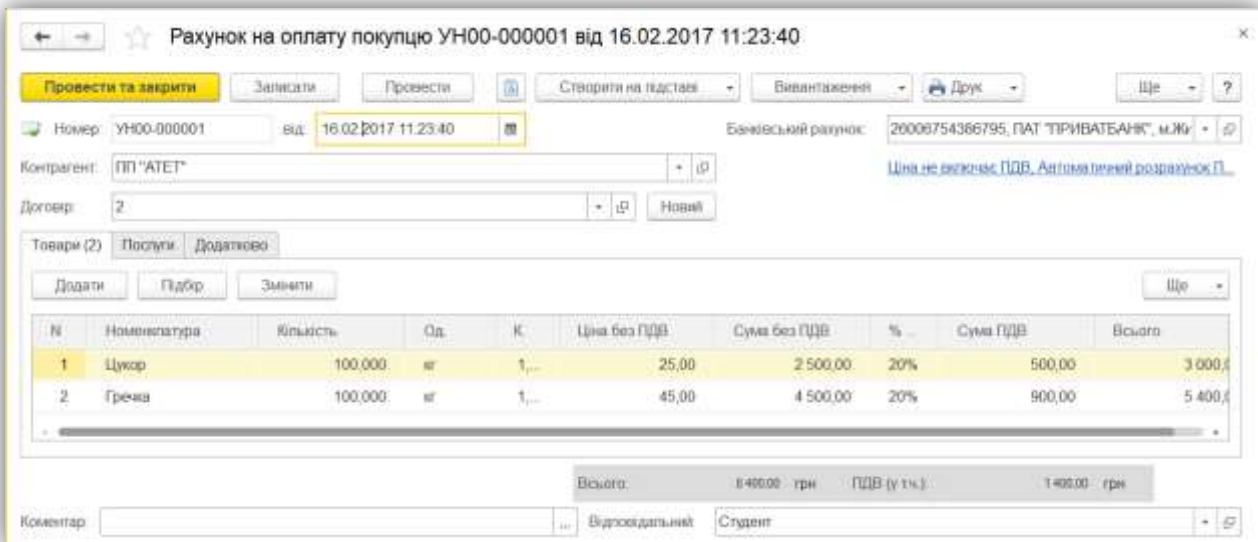 Рахунок на оплату покупцю УН00-000001 від 16.02.2017 11:23:40
Провести та закрити Записати Провести Створити на підставі Вивантаження Друк Ще ?
Номер: УН00-000001 від: 16.02.2017 11:23:40 Банківський рахунок: 26006754386795, ПАТ "ПРИВАТБАНК", м.Жи
Контрагент: ПП "АТЕТ" Ціна не включає ПДВ, Автоматичний розрахунок П...
Договір: 2 Новий
Товари (2) Послуги Додатково
Додати Підбір Змінити Ще
N Номенклатура Кількість Од. К. Ціна без ПДВ Сума без ПДВ % ... Сума ПДВ Всього
1 Цукор 100,000 кг 1,... 25,00 2 500,00 20% 500,00 3 000,0
2 Гречка 100,000 кг 1,... 45,00 4 500,00 20% 900,00 5 400,0
Всього: 8 400,00 грн ПДВ (у т.ч.): 1 400,00 грн
Коментар: ... Відповідальний: Студент